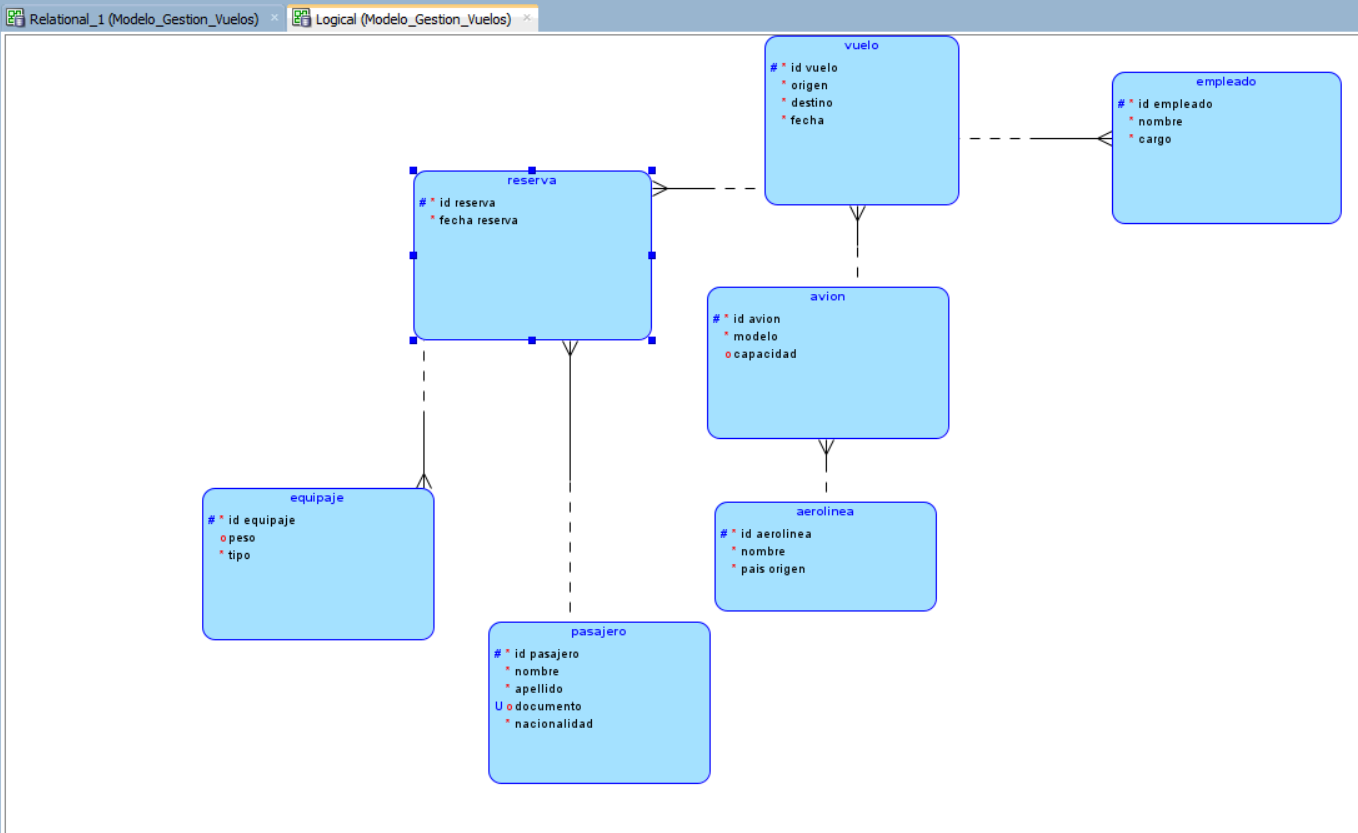 Relational_1 (Modelo_Gestion_Vuelos) × Logical (Modelo_Gestion_Vuelos) ×
vuelo
# * id vuelo
* origen
* destino
* fecha
empleado
# * id empleado
* nombre
* cargo
reserva
# * id reserva
* fecha reserva
avion
# * id avion
* modelo
o capacidad
equipaje
# * id equipaje
o peso
* tipo
aerolinea
# * id aerolinea
* nombre
* pais origen
pasajero
# * id pasajero
* nombre
* apellido
U o documento
* nacionalidad